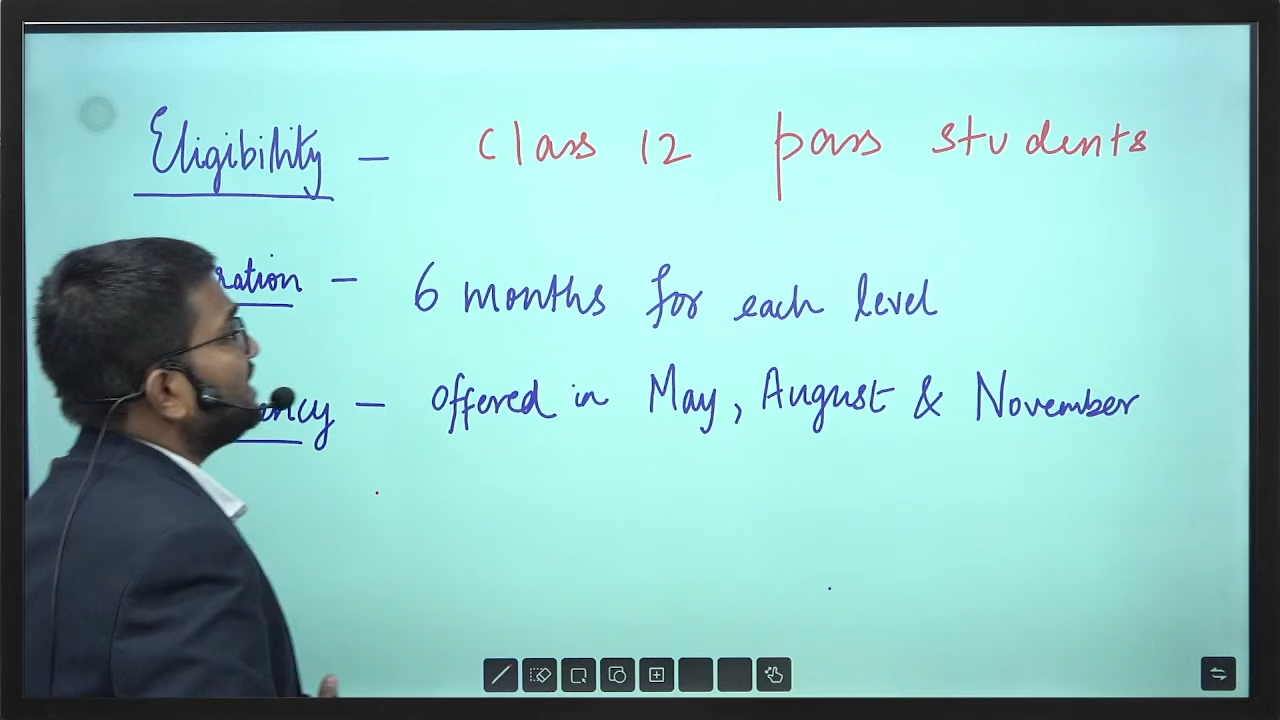 Eligibility - class 12 pass students
ration - 6 months for each level
ency - offered in May, August & November